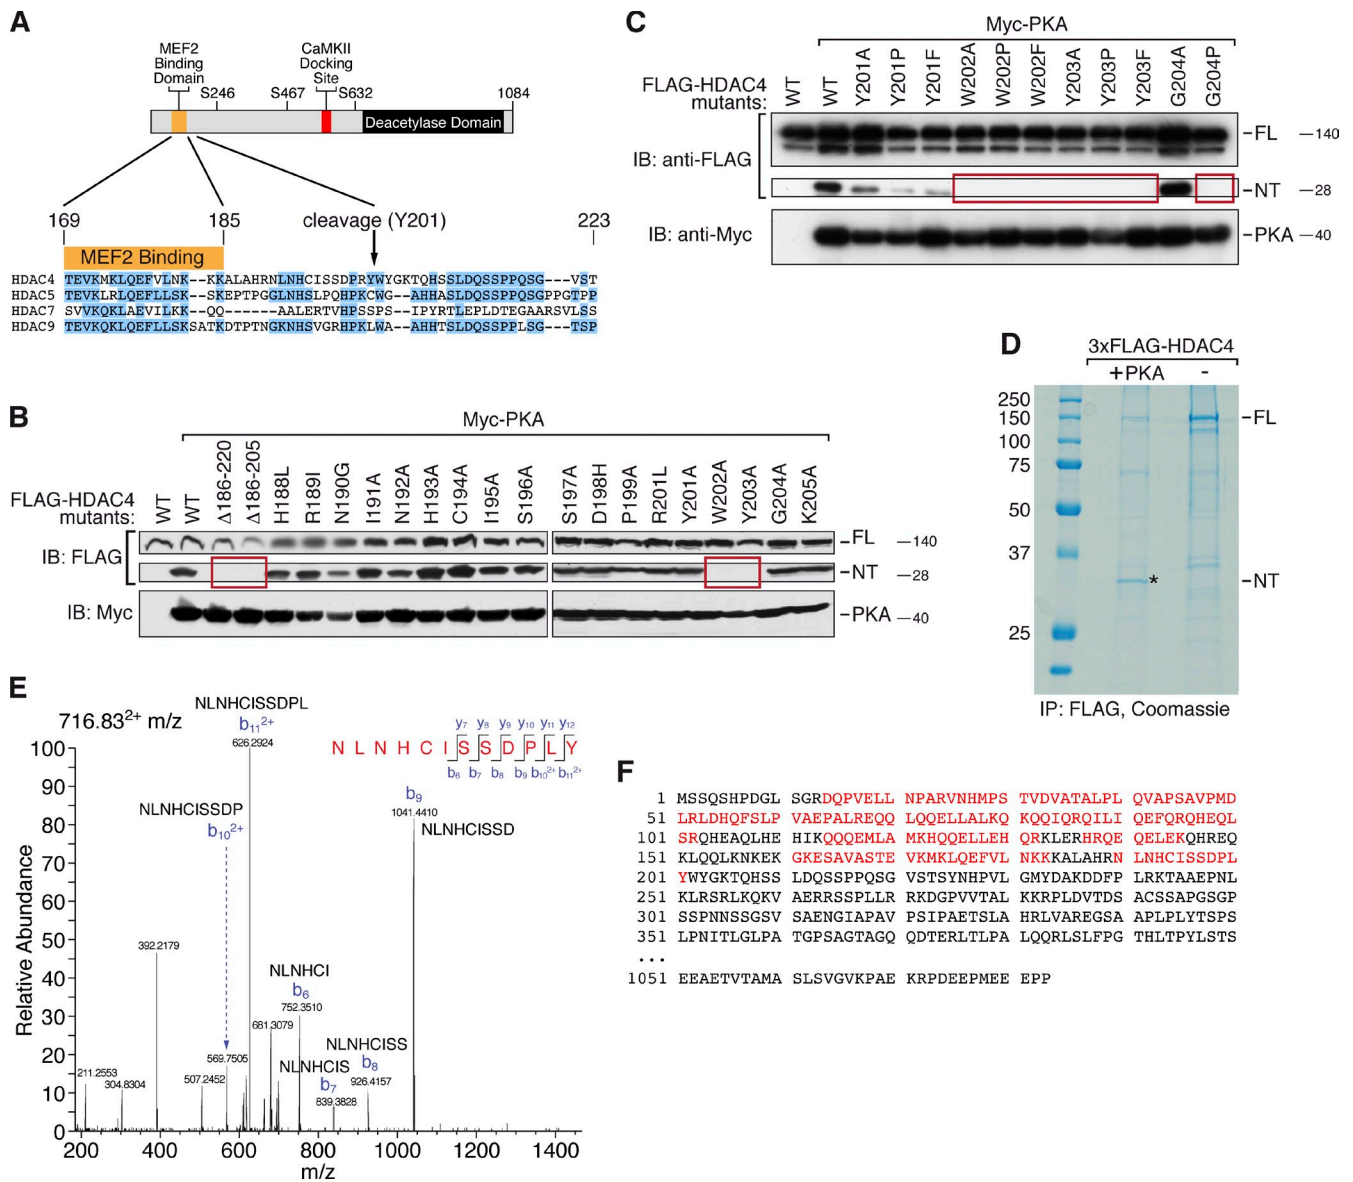 A
MEF2
Binding
Domain
CaMKII
Docking
Site
S246
S467
S632
1084
Deacetylase Domain
169
185
cleavage (Y201)
223
MEF2 Binding
HDAC4 TEVKMKLQEFVLNK--KKALAHRNLNHCISSDPRYWYGKTQHSSLDQSSPPQSG---VST
HDAC5 TEVKLRLQEFLLSK--SKEPTPGGLNHSLPQHPKCWG--AHHASLDQSSPPQSGPPGTPP
HDAC7 SVVKQKLAEVILKK--QQ------AALERTVHPSSPS--IPYRTLEPLDTEGAARSVLSS
HDAC9 TEVKQKLQEFLLSKSATKDTPTNGKNHSVGRHPKLWA--AHHTSLDQSSPPLSG---TSP
B
Myc-PKA
FLAG-HDAC4
mutants:
WT
WT
Δ186-220
Δ186-205
H188L
R189I
N190G
I191A
N192A
H193A
C194A
I195A
S196A
S197A
D198H
P199A
R201L
Y201A
W202A
Y203A
G204A
K205A
IB: FLAG
FL
140
NT
28
IB: Myc
PKA
40
C
Myc-PKA
FLAG-HDAC4
mutants:
WT
WT
Y201A
Y201P
Y201F
W202A
W202P
W202F
Y203A
Y203P
Y203F
G204A
G204P
IB: anti-FLAG
FL
140
NT
28
IB: anti-Myc
PKA
40
D
3xFLAG-HDAC4
+PKA
-
250
150
100
75
50
37
25
FL
NT
*
IP: FLAG, Coomassie
E
716.83²⁺ m/z
NLNHCISSDPL
b₁₁²⁺
626.2924
NLNHCISSDP
b₁₀²⁺
569.7505
y₇ y₈ y₉ y₁₀ y₁₁ y₁₂
N L N H C I S S D P L Y
b₆ b₇ b₈ b₉ b₁₀²⁺ b₁₁²⁺
b₉
1041.4410
NLNHCISSD
392.2179
NLNHCI
b₆
752.3510
681.3079
NLNHCISS
b₈
926.4157
NLNHCIS
b₇
839.3828
211.2553
304.8304
507.2452
Relative Abundance
100
90
80
70
60
50
40
30
20
10
0
200 400 600 800 1000 1200 1400
m/z
F
1 MSSQSHPDGL SGRDQPVELL NPARVNHMPS TVDVATALPL QVAPSAVPMD
51 LRLDHQFSLP VAEPALREQQ LQQELLALKQ KQQIQRQILI QEFQRQHEQL
101 SRQHEAQLHE HIKQQQEMLA MKHQQELLEH QRKLERHRQE QELEKQHREQ
151 KLQQLKNKEK GKESAVASTE VKMKLQEFVL NKKKALAHRN LNHCISSDPL
201 YWYGKTQHSS LDQSSPPQSG VSTSYNHPVL GMYDAKDDFP LRKTAAEPNL
251 KLRSRLKQKV AERRSSPLLR RKDGPVVTAL KKRPLDVTDS ACSSAPGSGP
301 SSPNNSSGSV SAENGIAPAV PSIPAETSLA HRLVAREGSA APLPLYTSPS
351 LPNITLGLPA TGPSAGTAGQ QDTERLTLPA LQQRLSLFPG THLTPYLSTS
...
1051 EEAETVTAMA SLSVGVKPAE KRPDEEPMEE EPP